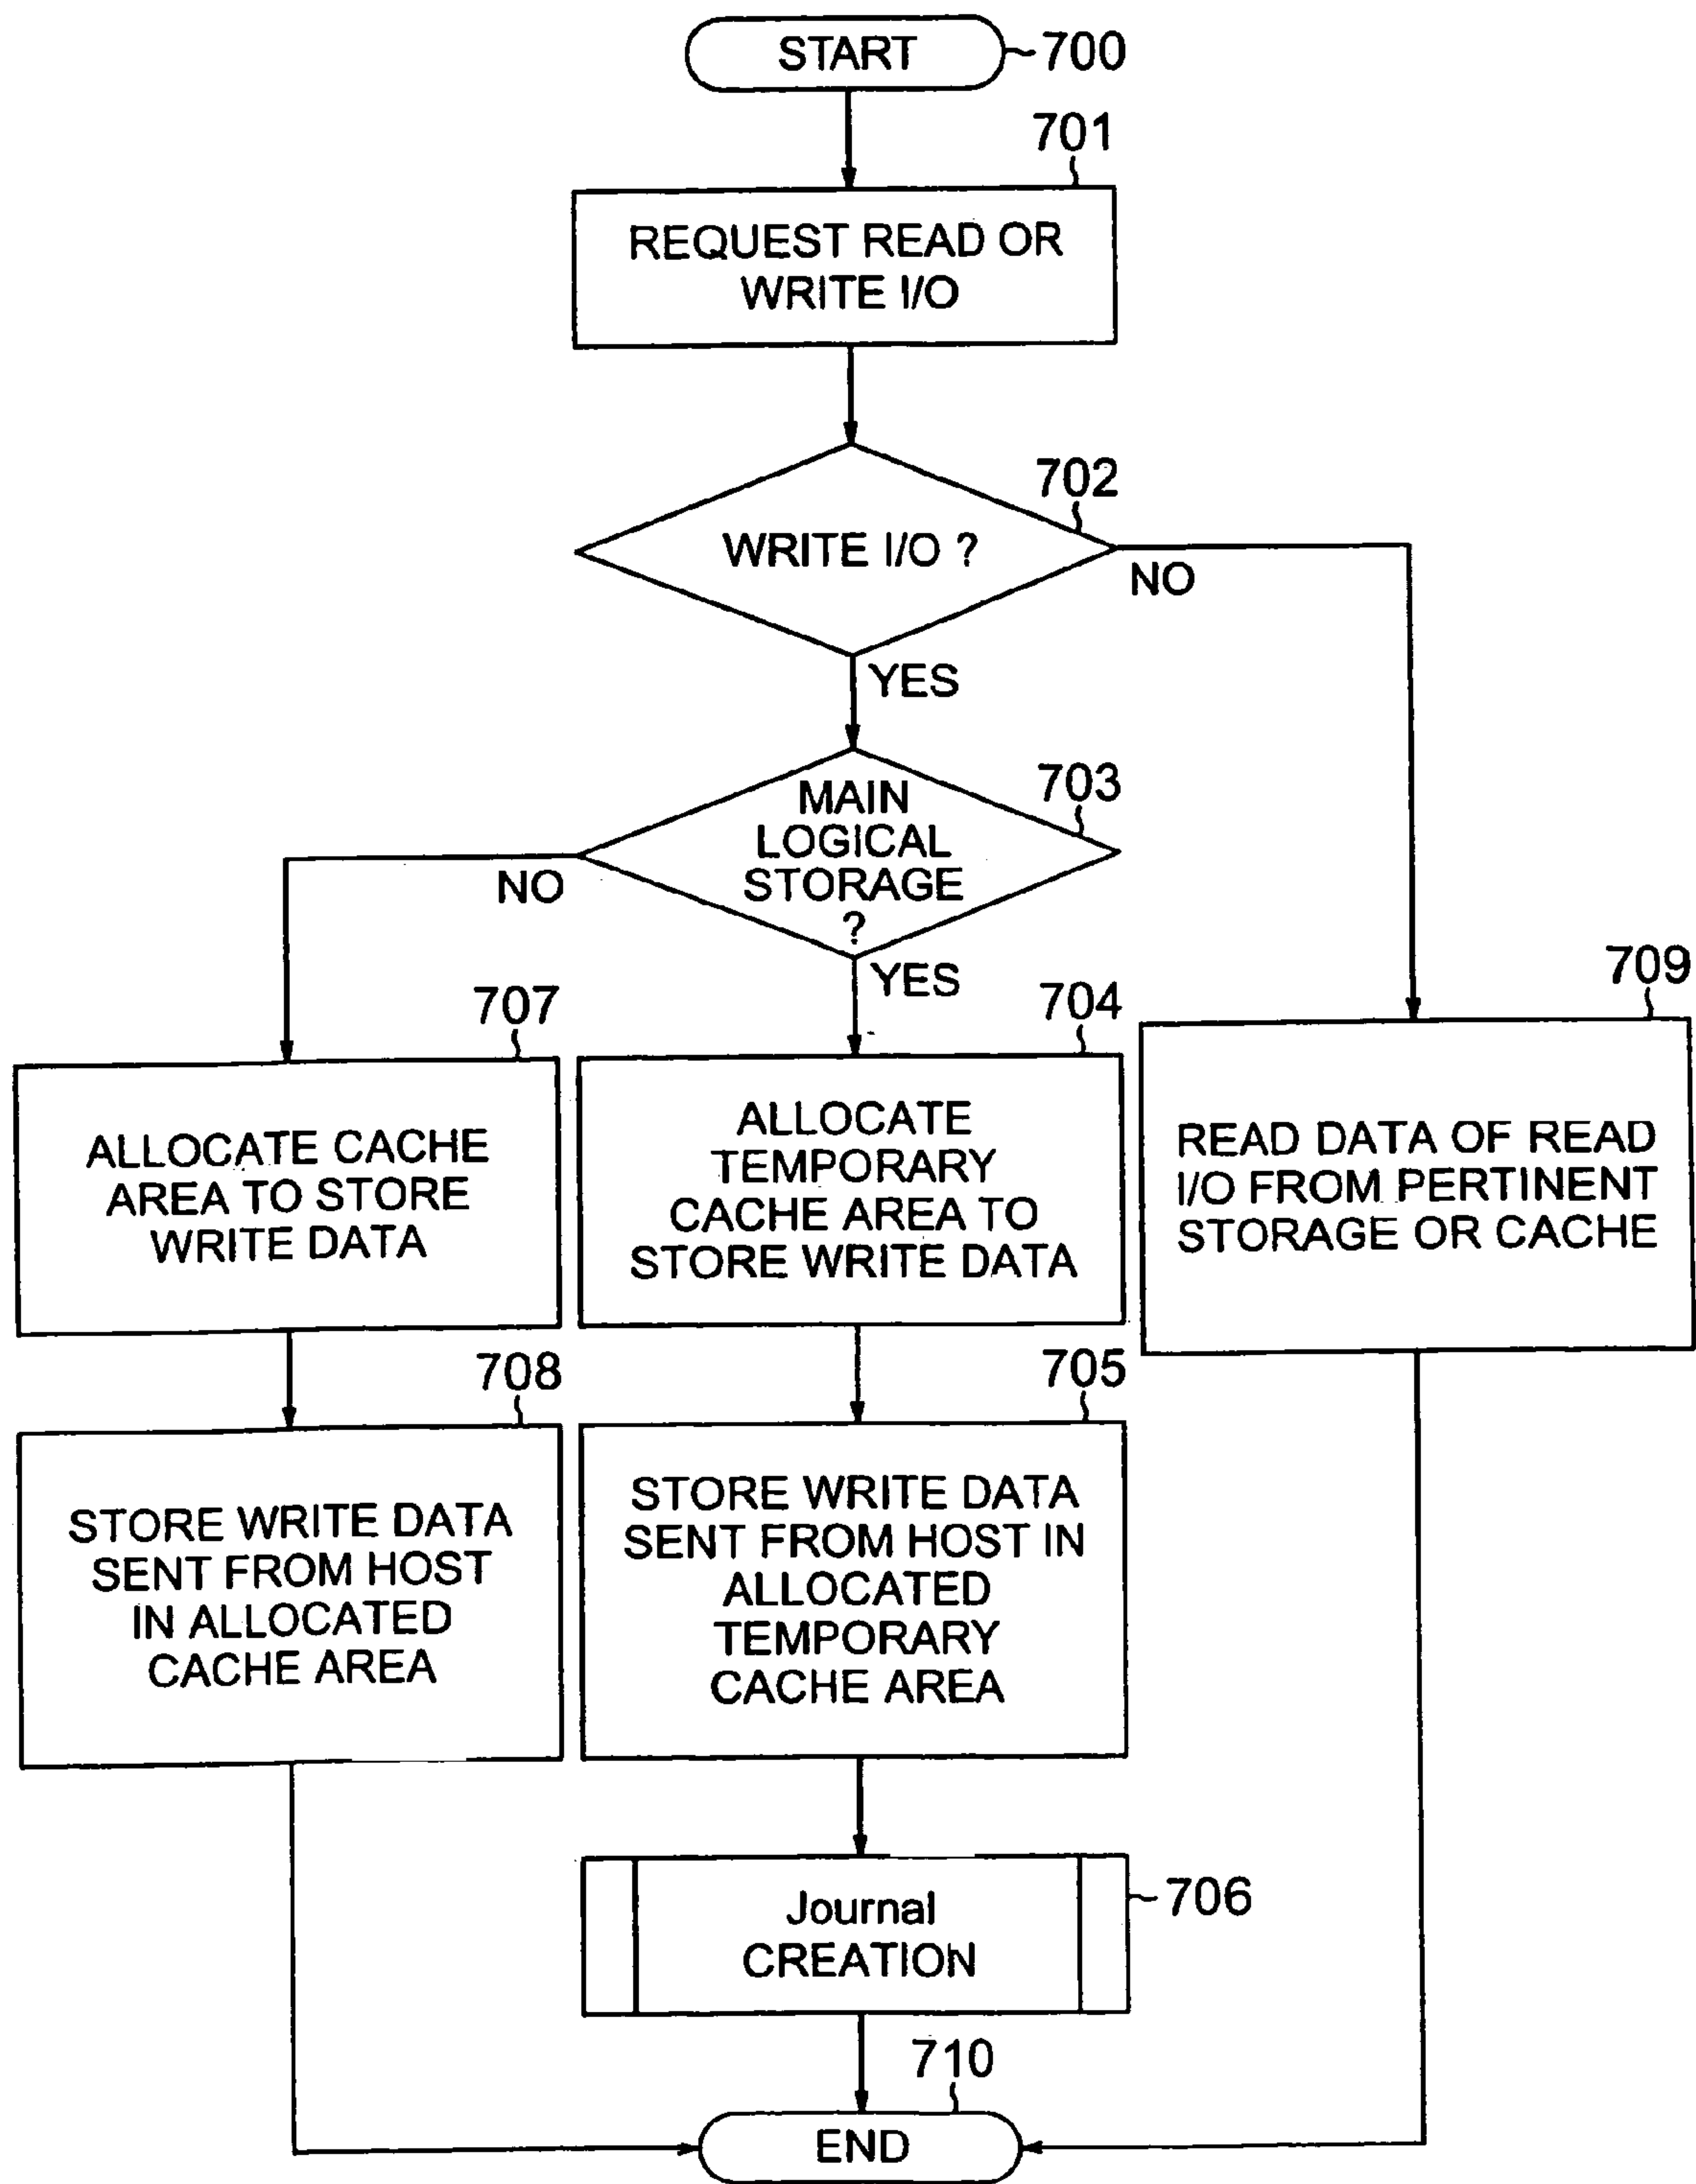 START
700
701
REQUEST READ OR
WRITE I/O
702
WRITE I/O ?
NO
YES
703
MAIN
LOGICAL
STORAGE
?
NO
YES
707
ALLOCATE CACHE
AREA TO STORE
WRITE DATA
704
ALLOCATE
TEMPORARY
CACHE AREA TO
STORE WRITE DATA
709
READ DATA OF READ
I/O FROM PERTINENT
STORAGE OR CACHE
708
STORE WRITE DATA
SENT FROM HOST
IN ALLOCATED
CACHE AREA
705
STORE WRITE DATA
SENT FROM HOST IN
ALLOCATED
TEMPORARY
CACHE AREA
Journal
CREATION
706
710
END